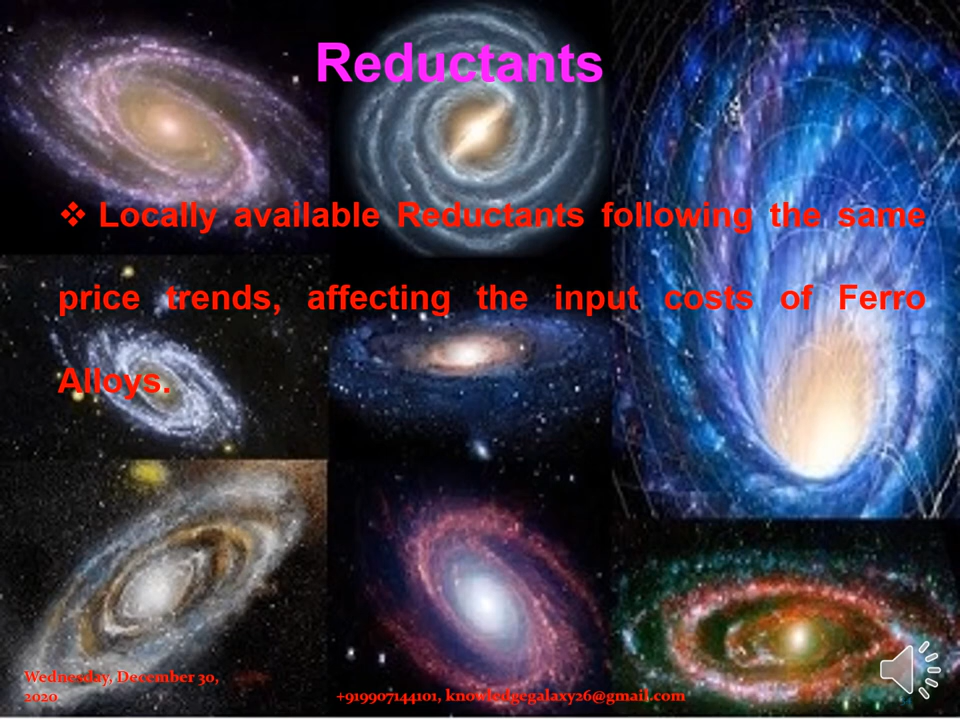 Reductants
❖ Locally available Reductants following the same
price trends, affecting the input costs of Ferro
Alloys.
Wednesday, December 30,
2020
+919907144101, knowledgegalaxy26@gmail.com